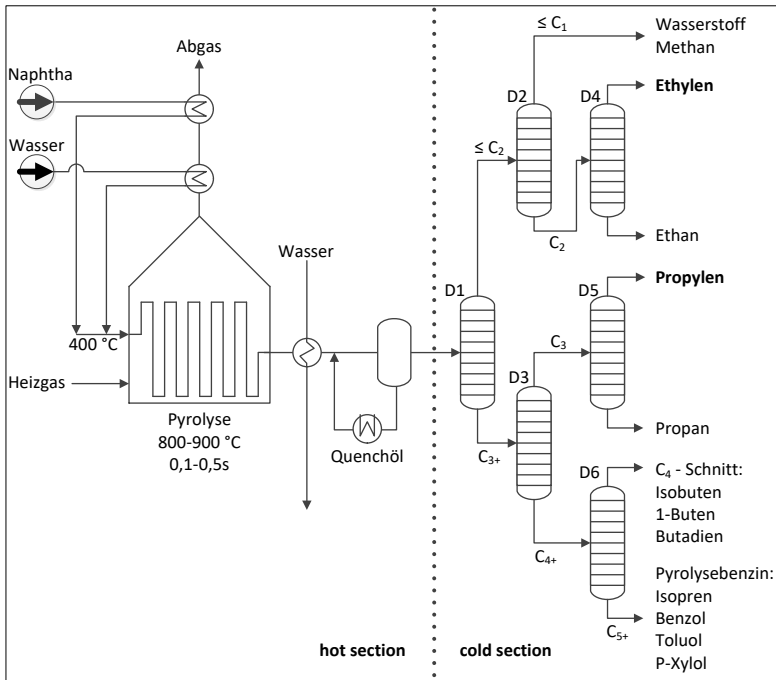 Abgas
Naphtha
Wasser
400 °C
Heizgas
Pyrolyse
800-900 °C
0,1-0,5s
Wasser
Quenchöl
hot section
cold section
D1
≤ C₂
C₃₊
D2
≤ C₁
C₂
Wasserstoff
Methan
D4
Ethylen
Ethan
D3
C₃
C₄₊
D5
Propylen
Propan
D6
C₄ - Schnitt:
Isobuten
1-Buten
Butadien
C₅₊
Pyrolysebenzin:
Isopren
Benzol
Toluol
P-Xylol